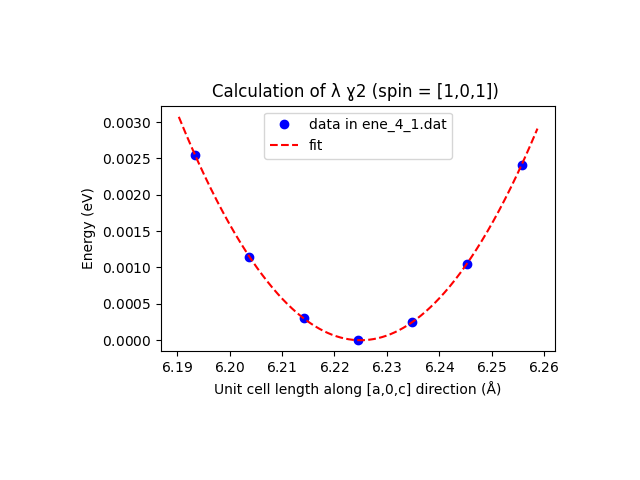 Calculation of λ ɣ2 (spin = [1,0,1])
data in ene_4_1.dat
fit
Energy (eV)
0.0030
0.0025
0.0020
0.0015
0.0010
0.0005
0.0000
6.19 6.20 6.21 6.22 6.23 6.24 6.25 6.26
Unit cell length along [a,0,c] direction (Å)